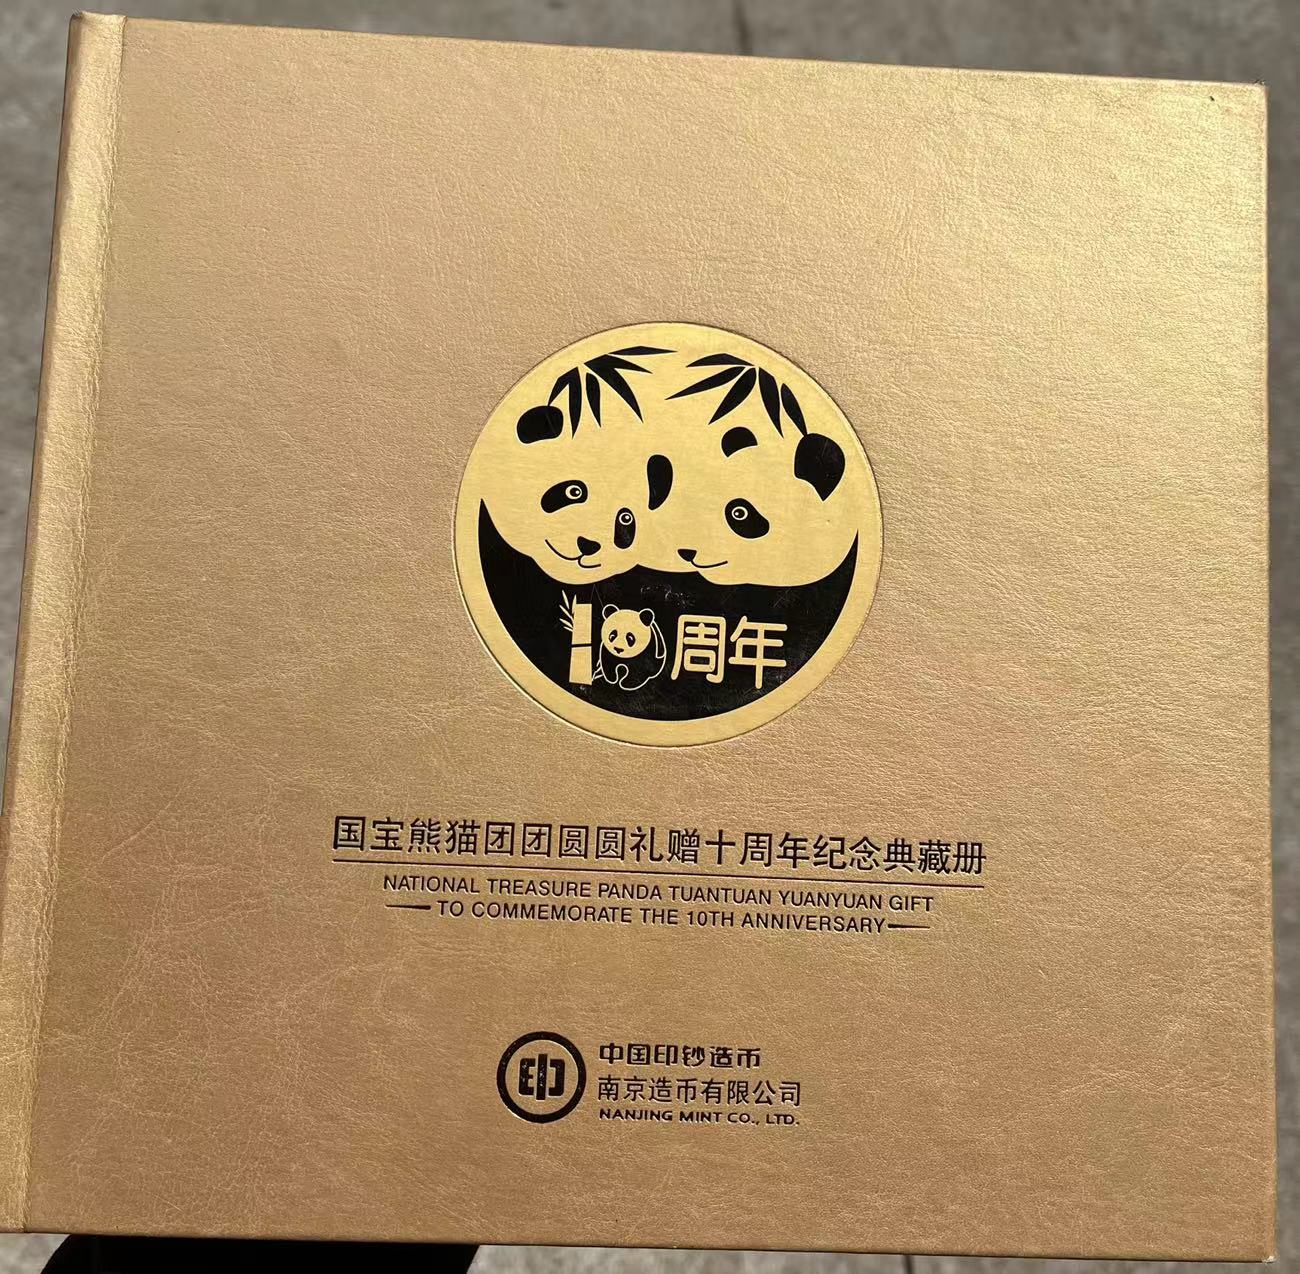 10周年
国宝熊猫团团圆圆礼赠十周年纪念典藏册
NATIONAL TREASURE PANDA TUANTUAN YUANYUAN GIFT
TO COMMEMORATE THE 10TH ANNIVERSARY
中国印钞造币
南京造币有限公司
NANJING MINT CO., LTD.